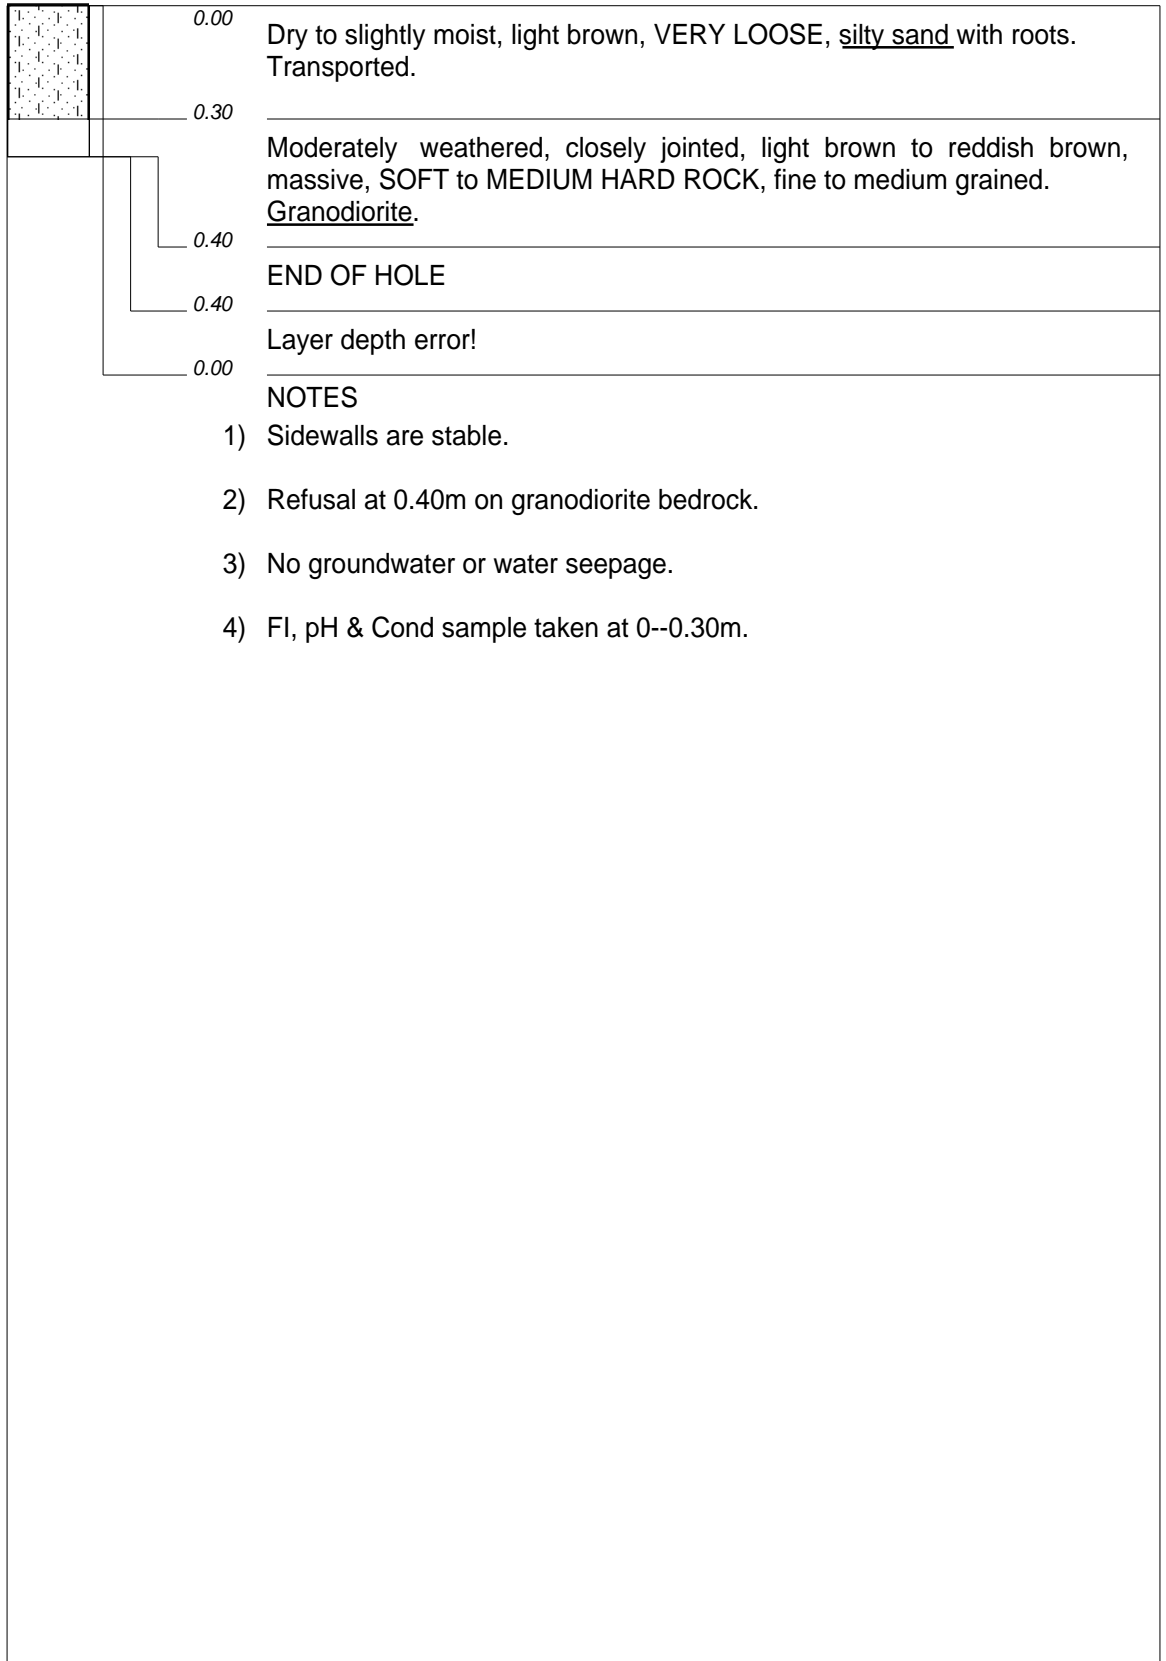 0.00
Dry to slightly moist, light brown, VERY LOOSE, silty sand with roots.
Transported.
0.30
Moderately weathered, closely jointed, light brown to reddish brown,
massive, SOFT to MEDIUM HARD ROCK, fine to medium grained.
Granodiorite.
0.40
END OF HOLE
0.40
Layer depth error!
0.00
NOTES
1) Sidewalls are stable.
2) Refusal at 0.40m on granodiorite bedrock.
3) No groundwater or water seepage.
4) FI, pH & Cond sample taken at 0--0.30m.